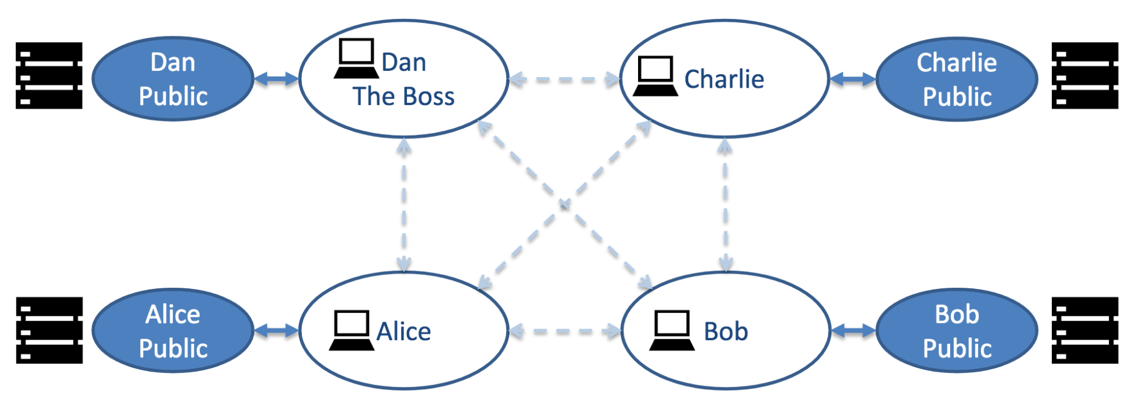 Dan
Public
Dan
The Boss
Charlie
Charlie
Public
Alice
Public
Alice
Bob
Bob
Public